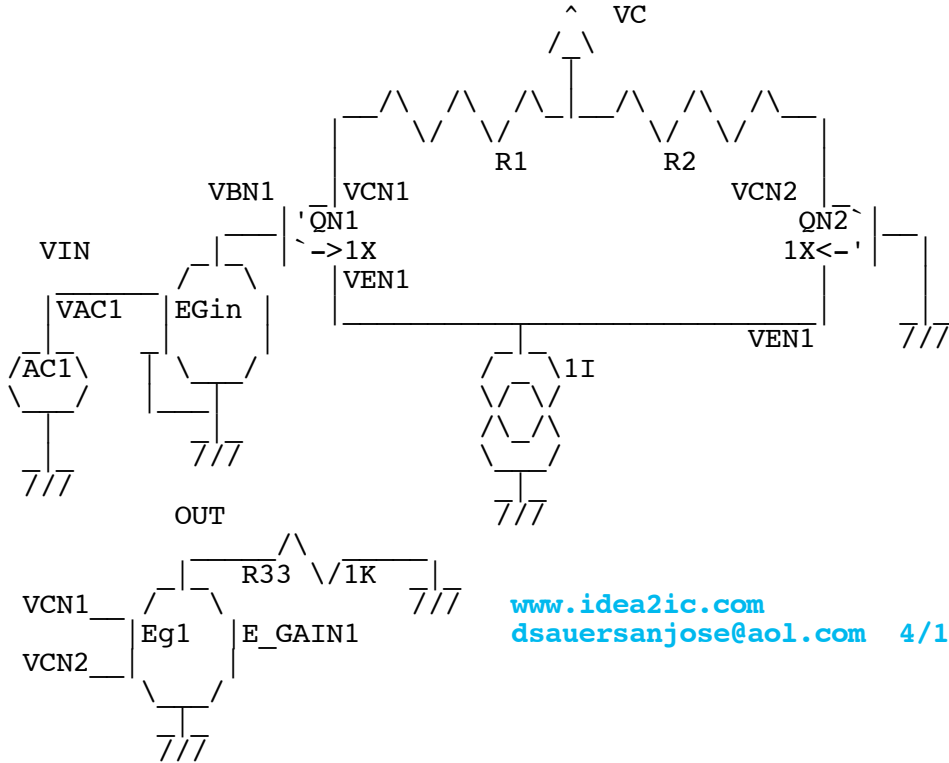 VC
R1 R2
VBN1 VCN1 VCN2
QN1 QN2
VIN 1X 1X
VEN1
VAC1 EGin
VEN1
AC1 1I
OUT
R33 1K
VCN1 www.idea2ic.com
Eg1 E_GAIN1 dsauersanjose@aol.com 4/1
VCN2